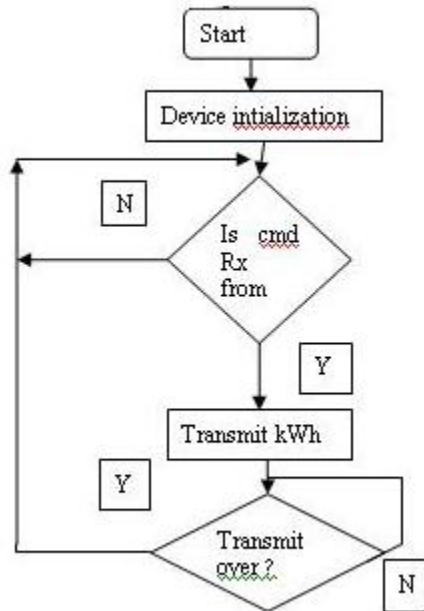 Start
Device intialization
N
Is cmd
Rx
from
Y
Transmit kWh
Y
Transmit
over ?
N